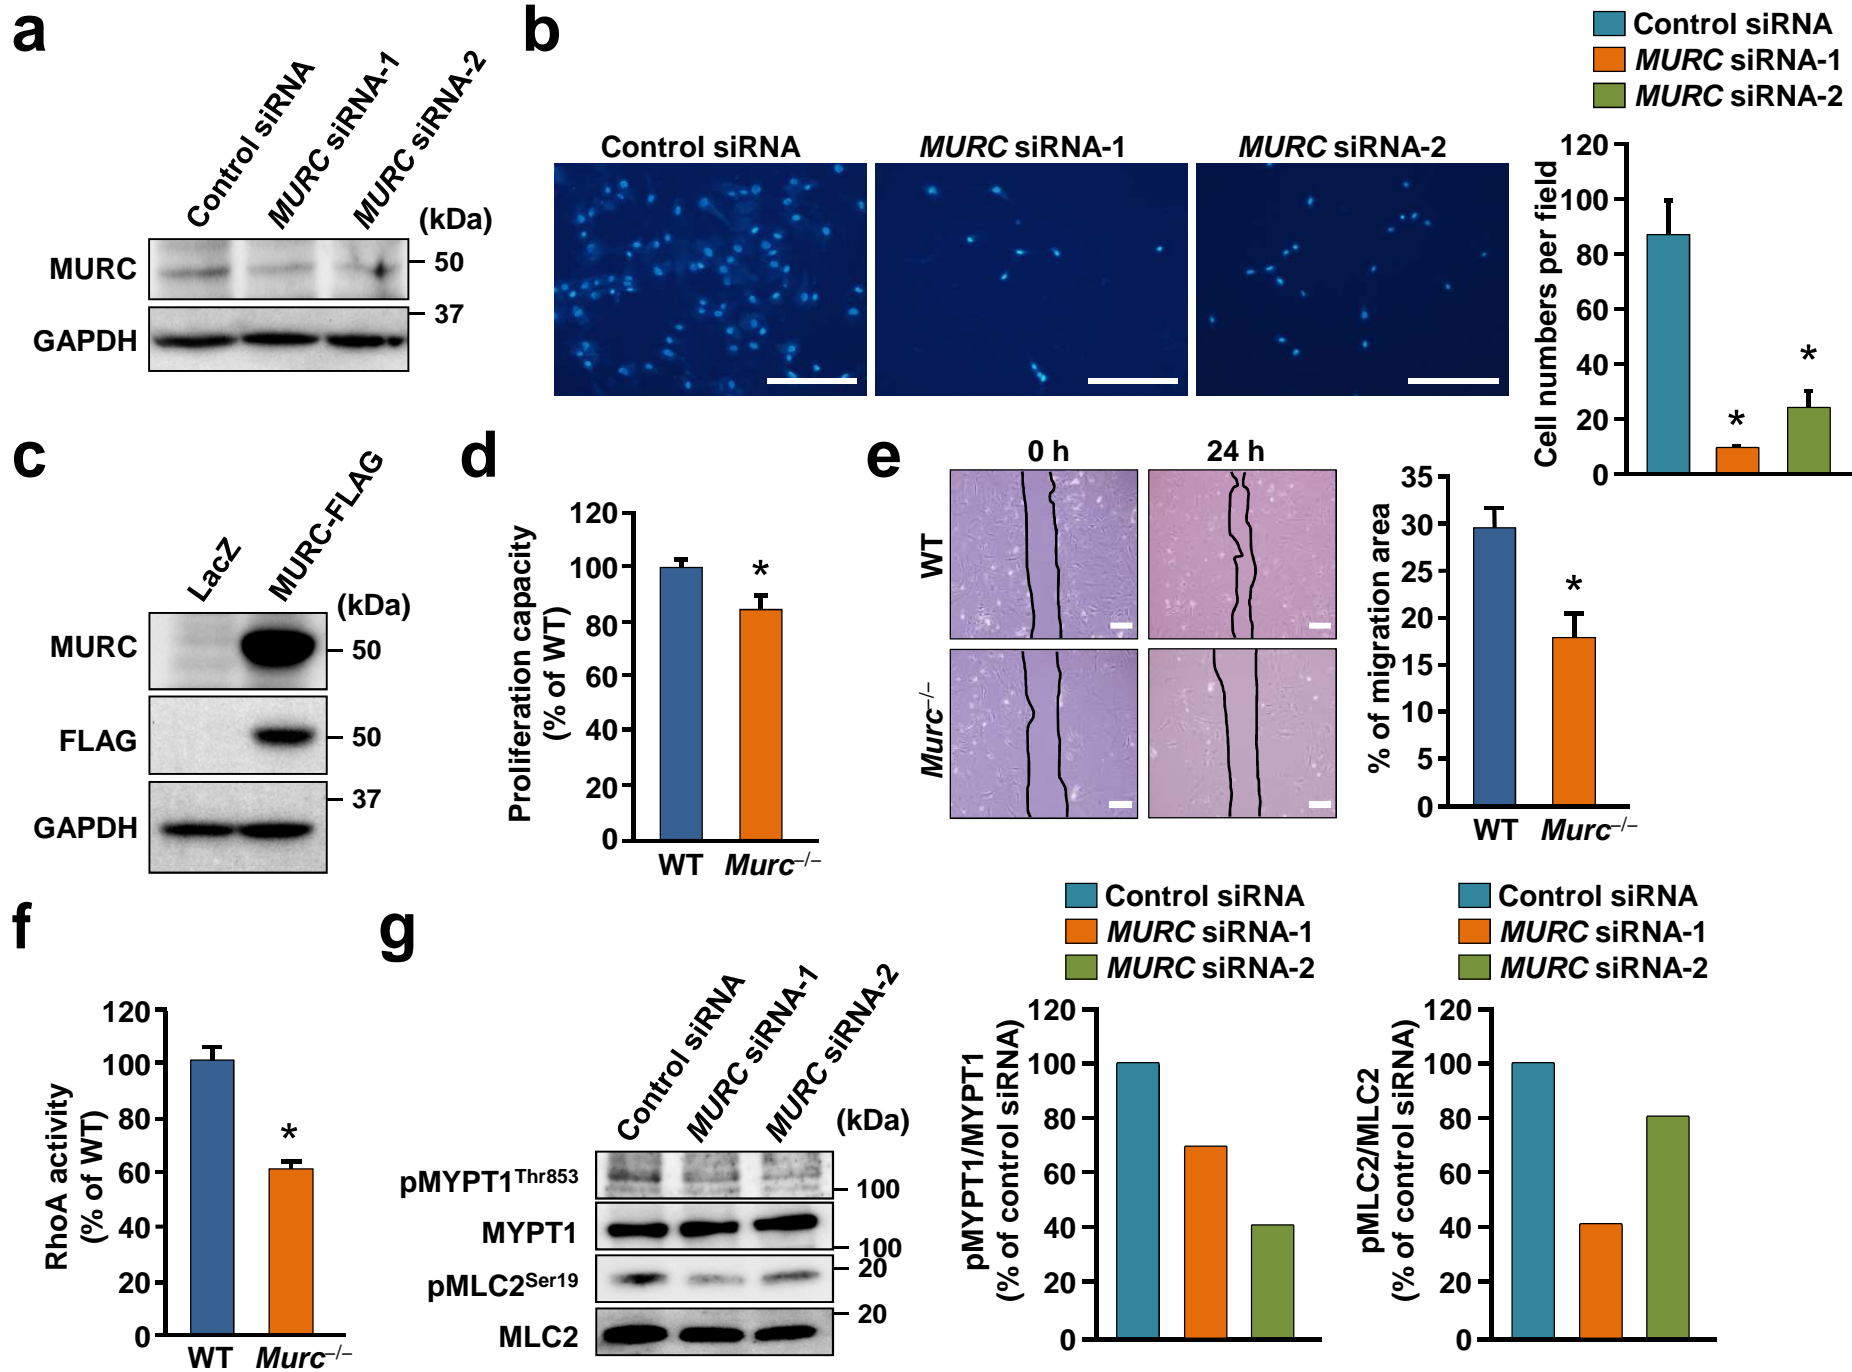 a
Control siRNA
MURC siRNA-1
MURC siRNA-2
(kDa)
MURC
50
37
GAPDH
b
Control siRNA
MURC siRNA-1
MURC siRNA-2
Control siRNA
MURC siRNA-1
MURC siRNA-2
Cell numbers per field
120
100
80
60
40
20
0
*
*
c
LacZ
MURC-FLAG
(kDa)
MURC
50
FLAG
50
37
GAPDH
d
Proliferation capacity
(% of WT)
120
100
80
60
40
20
0
*
WT
Murc–/–
e
0 h
24 h
WT
Murc–/–
% of migration area
35
30
25
20
15
10
5
0
*
WT
Murc–/–
f
RhoA activity
(% of WT)
120
100
80
60
40
20
0
*
WT
Murc–/–
g
Control siRNA
MURC siRNA-1
MURC siRNA-2
(kDa)
pMYPT1Thr853
100
MYPT1
100
20
pMLC2Ser19
20
MLC2
Control siRNA
MURC siRNA-1
MURC siRNA-2
pMYPT1/MYPT1
(% of control siRNA)
120
100
80
60
40
20
0
Control siRNA
MURC siRNA-1
MURC siRNA-2
pMLC2/MLC2
(% of control siRNA)
120
100
80
60
40
20
0